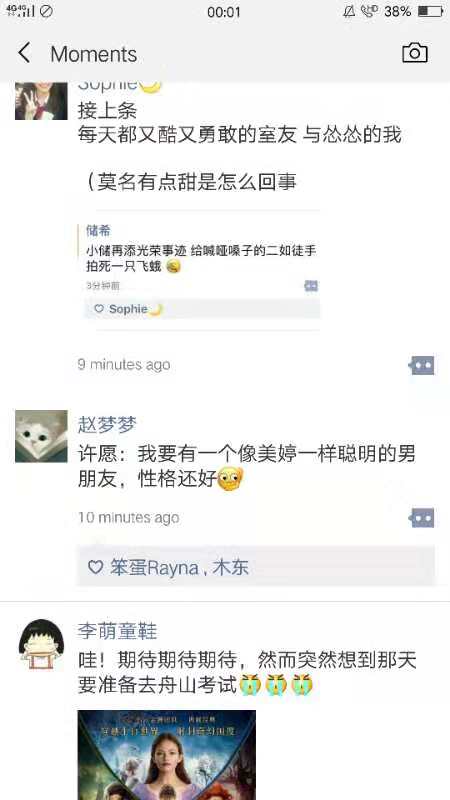 4G 4G
00:01
HD
38%
Moments
Sophie
接上条
每天都又酷又勇敢的室友 与怂怂的我
（莫名有点甜是怎么回事
储希
小储再添光荣事迹 给喊哑嗓子的二如徒手
拍死一只飞蛾
3分钟前
Sophie
9 minutes ago
赵梦梦
许愿：我要有一个像美婷一样聪明的男
朋友，性格还好
10 minutes ago
笨蛋Rayna , 木东
李萌童鞋
哇！期待期待期待，然而突然想到那天
要准备去舟山考试